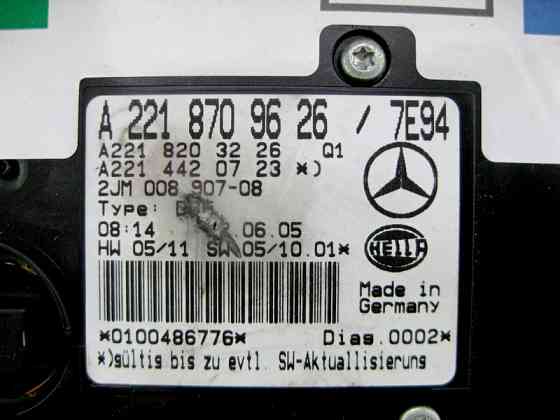 A 221 870 96 26 / 7E94
A221 820 32 26 Q1
A221 442 07 23 *)
2JM 008 907-08
Type:
08:14 06.05
HW 05/11 SW 05/10.01*
HELLA
Made in
Germany
*0100486776* Diag.0002*
*)gültig bis zu evtl. SW-Aktuallisierung